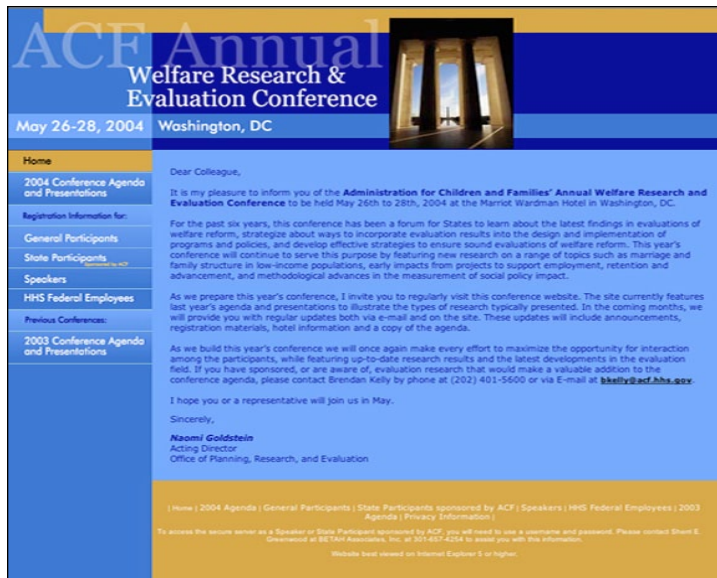 ACF Annual
Welfare Research &
Evaluation Conference
May 26-28, 2004
Washington, DC
Home
2004 Conference Agenda
and Presentations
Registration Information for:
General Participants
State Participants
Sponsored by ACF
Speakers
HHS Federal Employees
Previous Conferences:
2003 Conference Agenda
and Presentations
Dear Colleague,
It is my pleasure to inform you of the Administration for Children and Families' Annual Welfare Research and
Evaluation Conference to be held May 26th to 28th, 2004 at the Marriot Wardman Hotel in Washington, DC.
For the past six years, this conference has been a forum for States to learn about the latest findings in evaluations of
welfare reform, strategize about ways to incorporate evaluation results into the design and implementation of
programs and policies, and develop effective strategies to ensure sound evaluations of welfare reform. This year's
conference will continue to serve this purpose by featuring new research on a range of topics such as marriage and
family structure in low-income populations, early impacts from projects to support employment, retention and
advancement, and methodological advances in the measurement of social policy impact.
As we prepare this year's conference, I invite you to regularly visit this conference website. The site currently features
last year's agenda and presentations to illustrate the types of research typically presented. In the coming months, we
will provide you with regular updates both via e-mail and on the site. These updates will include announcements,
registration materials, hotel information and a copy of the agenda.
As we build this year's conference we will once again make every effort to maximize the opportunity for interaction
among the participants, while featuring up-to-date research results and the latest developments in the evaluation
field. If you have sponsored, or are aware of, evaluation research that would make a valuable addition to the
conference agenda, please contact Brendan Kelly by phone at (202) 401-5600 or via E-mail at bkelly@acf.hhs.gov.
I hope you or a representative will join us in May.
Sincerely,
Naomi Goldstein
Acting Director
Office of Planning, Research, and Evaluation
| Home | 2004 Agenda | General Participants | State Participants sponsored by ACF | Speakers | HHS Federal Employees | 2003
Agenda | Privacy Information |
To access the secure server as a Speaker or State Participant sponsored by ACF, you will need to use a username and password. Please contact Sherri E.
Greenwood at BETAH Associates, Inc. at 301-657-4254 to assist you with this information.
Website best viewed on Internet Explorer 5 or higher.